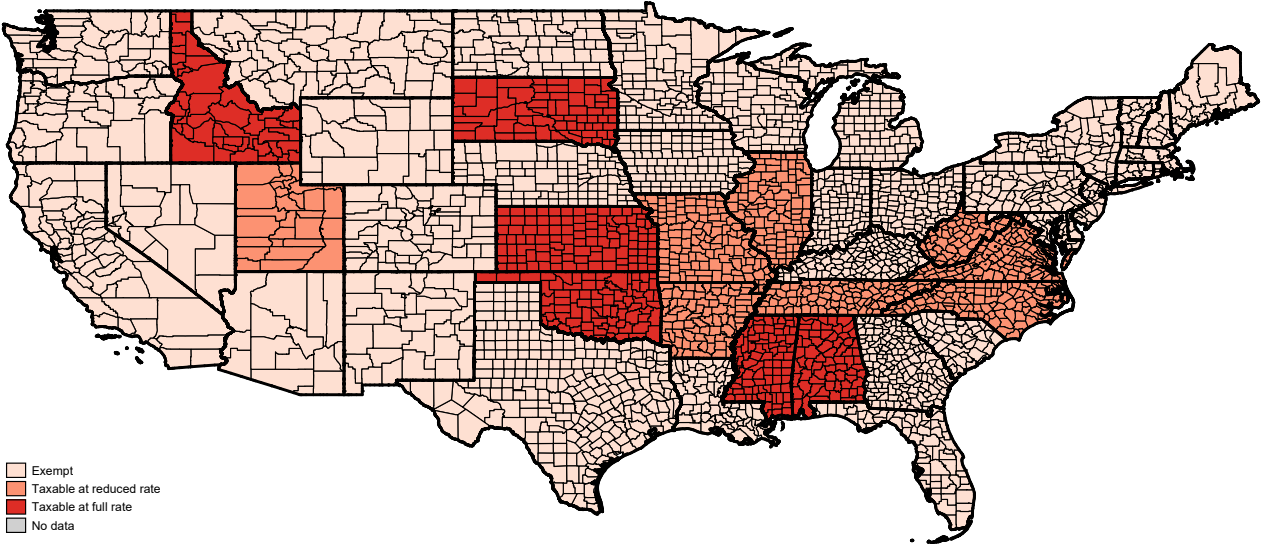 Exempt
Taxable at reduced rate
Taxable at full rate
No data